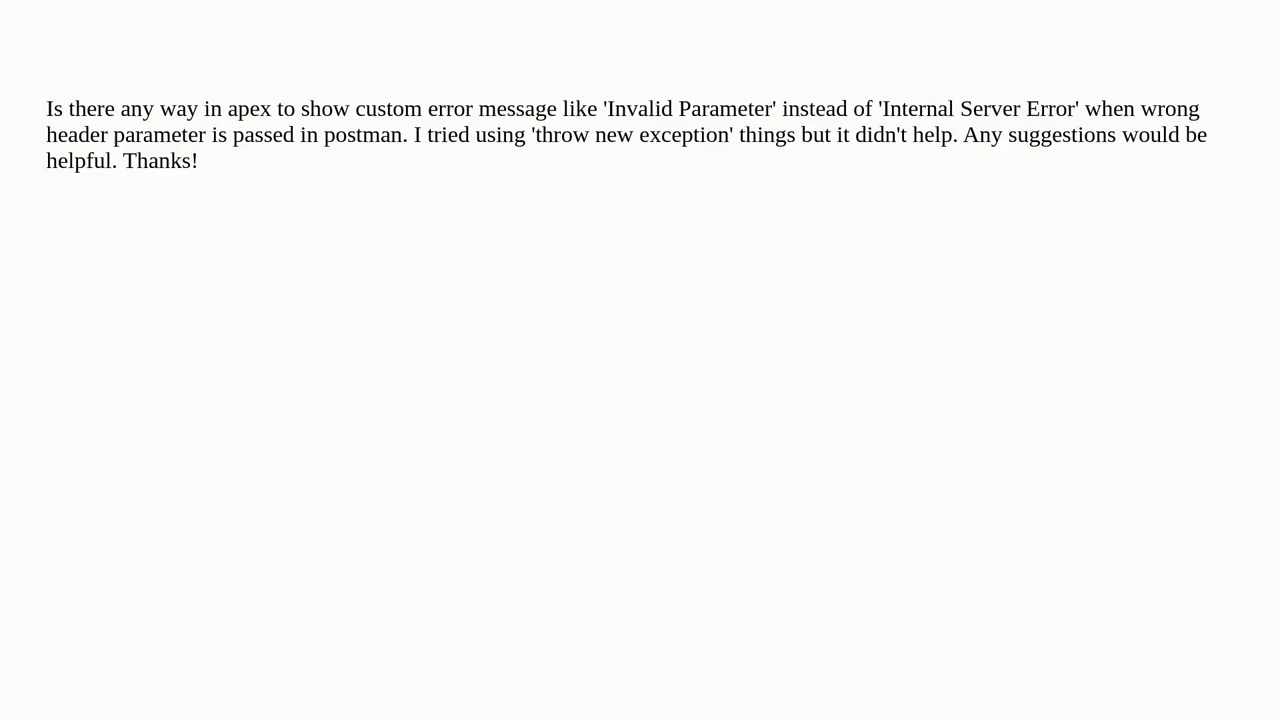 Is there any way in apex to show custom error message like 'Invalid Parameter' instead of 'Internal Server Error' when wrong
header parameter is passed in postman. I tried using 'throw new exception' things but it didn't help. Any suggestions would be
helpful. Thanks!